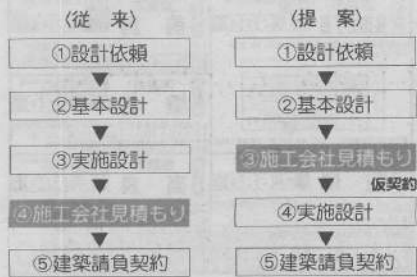 〈従 来〉
①設計依頼
▼
②基本設計
▼
③実施設計
▼
④施工会社見積もり
▼
⑤建築請負契約
〈提 案〉
①設計依頼
▼
②基本設計
▼
③施工会社見積もり
▼ 仮契約
④実施設計
▼
⑤建築請負契約